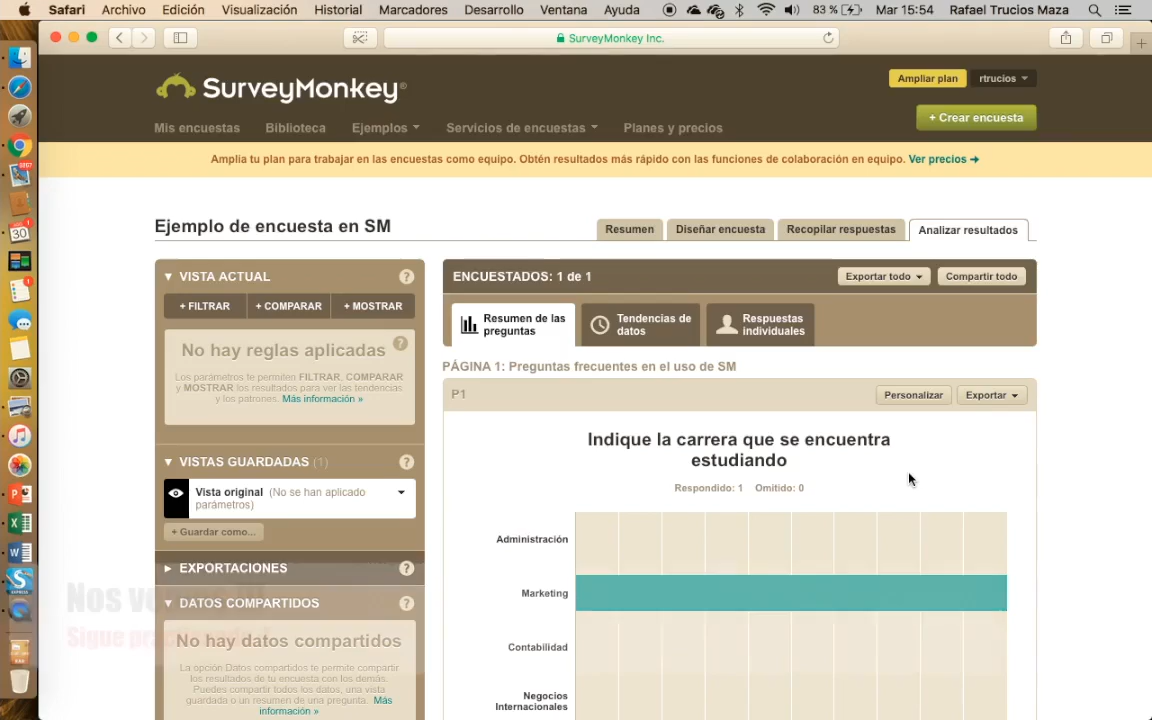 Safari Archivo Edición Visualización Historial Marcadores Desarrollo Ventana Ayuda 83 % Mar 15:54 Rafael Trucios Maza
SurveyMonkey Inc.
SurveyMonkey®
Ampliar plan rtrucios
Mis encuestas Biblioteca Ejemplos Servicios de encuestas Planes y precios + Crear encuesta
Amplia tu plan para trabajar en las encuestas como equipo. Obtén resultados más rápido con las funciones de colaboración en equipo. Ver precios →
Ejemplo de encuesta en SM
Resumen Diseñar encuesta Recopilar respuestas Analizar resultados
VISTA ACTUAL ?
+ FILTRAR + COMPARAR + MOSTRAR
No hay reglas aplicadas ?
Los parámetros te permiten FILTRAR, COMPARAR
y MOSTRAR los resultados para ver las tendencias
y los patrones. Más información »
VISTAS GUARDADAS (1) ?
Vista original (No se han aplicado
parámetros)
+ Guardar como...
EXPORTACIONES ?
DATOS COMPARTIDOS ?
No hay datos compartidos
La opción Datos compartidos te permite compartir
los resultados de tu encuesta con los demás.
Puedes compartir todos los datos, una vista
guardada o un resumen de una pregunta. Más
información »
ENCUESTADOS: 1 de 1
Exportar todo Compartir todo
Resumen de las
preguntas
Tendencias de
datos
Respuestas
individuales
PÁGINA 1: Preguntas frecuentes en el uso de SM
P1 Personalizar Exportar
Indique la carrera que se encuentra
estudiando
Respondido: 1 Omitido: 0
Administración
Marketing
Contabilidad
Negocios
Internacionales
30
Nos
Sigue